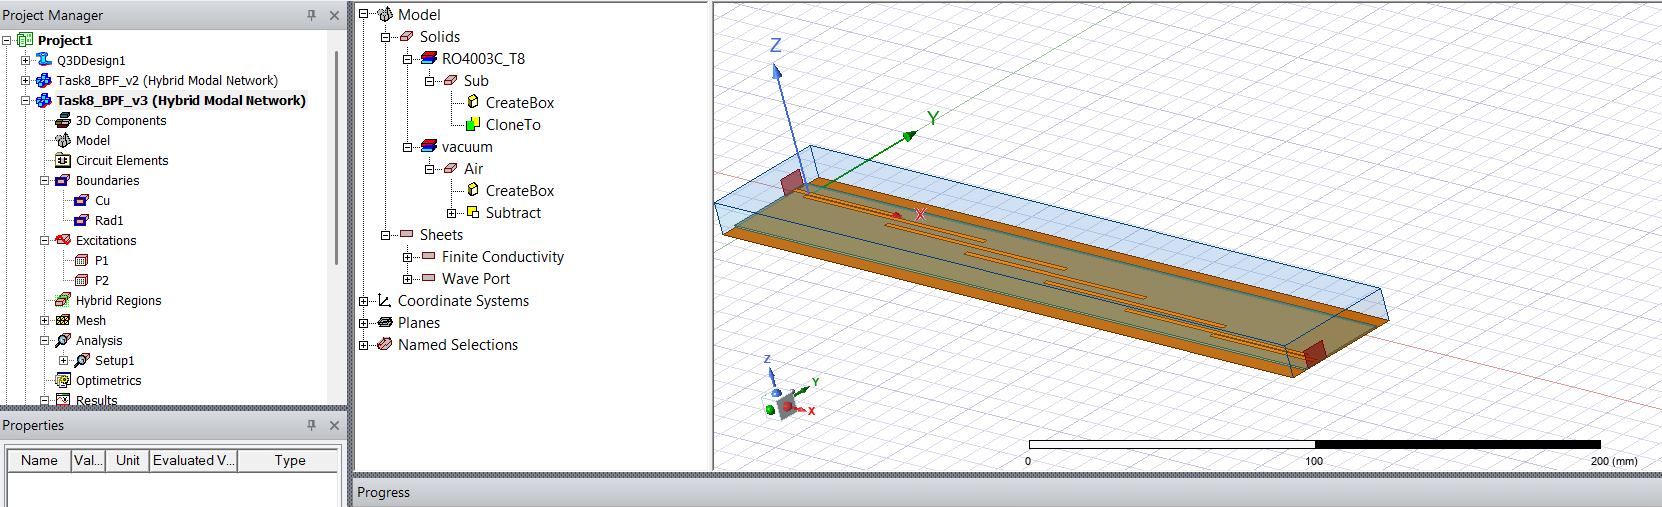 Project Manager
Project1
Q3DDesign1
Task8_BPF_v2 (Hybrid Modal Network)
Task8_BPF_v3 (Hybrid Modal Network)
3D Components
Model
Circuit Elements
Boundaries
Cu
Rad1
Excitations
P1
P2
Hybrid Regions
Mesh
Analysis
Setup1
Optimetrics
Results
Properties
Name Val... Unit Evaluated V... Type
Model
Solids
RO4003C_T8
Sub
CreateBox
CloneTo
vacuum
Air
CreateBox
Subtract
Sheets
Finite Conductivity
Wave Port
Coordinate Systems
Planes
Named Selections
Z
Y
X
Z
Y
X
0 100 200 (mm)
Progress